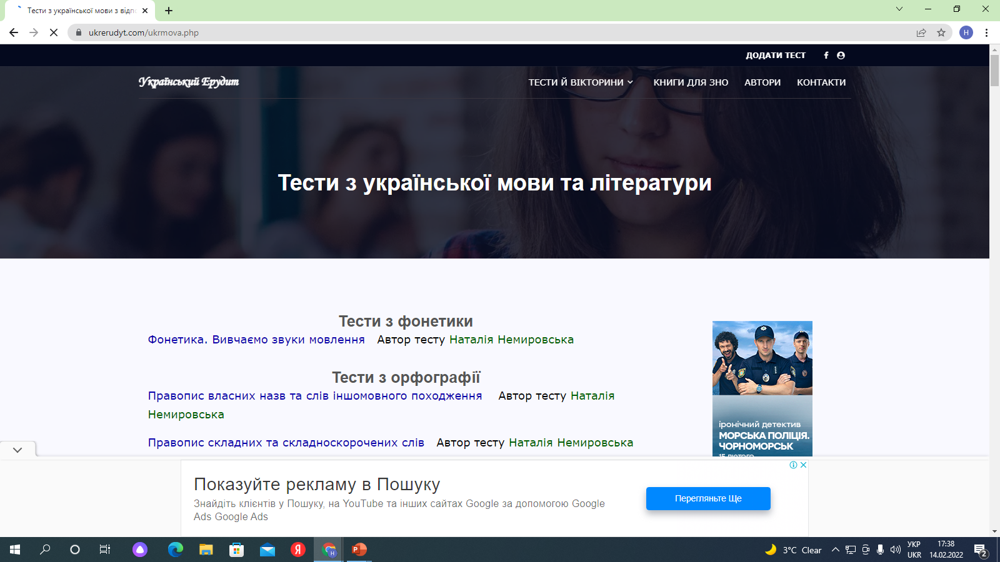 Тести з української мови з відпо
ukrerudyt.com/ukrmova.php
H
ДОДАТИ ТЕСТ
Український Ерудит
ТЕСТИ Й ВІКТОРИНИ
КНИГИ ДЛЯ ЗНО
АВТОРИ
КОНТАКТИ
Тести з української мови та літератури
Тести з фонетики
Фонетика. Вивчаємо звуки мовлення Автор тесту Наталія Немировська
Тести з орфографії
Правопис власних назв та слів іншомовного походження Автор тесту Наталія
Немировська
Правопис складних та складноскорочених слів Автор тесту Наталія Немировська
іронічний детектив
МОРСЬКА ПОЛІЦІЯ.
ЧОРНОМОРСЬК
15 лютого
Показуйте рекламу в Пошуку
Знайдіть клієнтів у Пошуку, на YouTube та інших сайтах Google за допомогою Google
Ads Google Ads
Перегляньте Ще
3°C Clear
УКР
UKR
17:38
14.02.2022
2